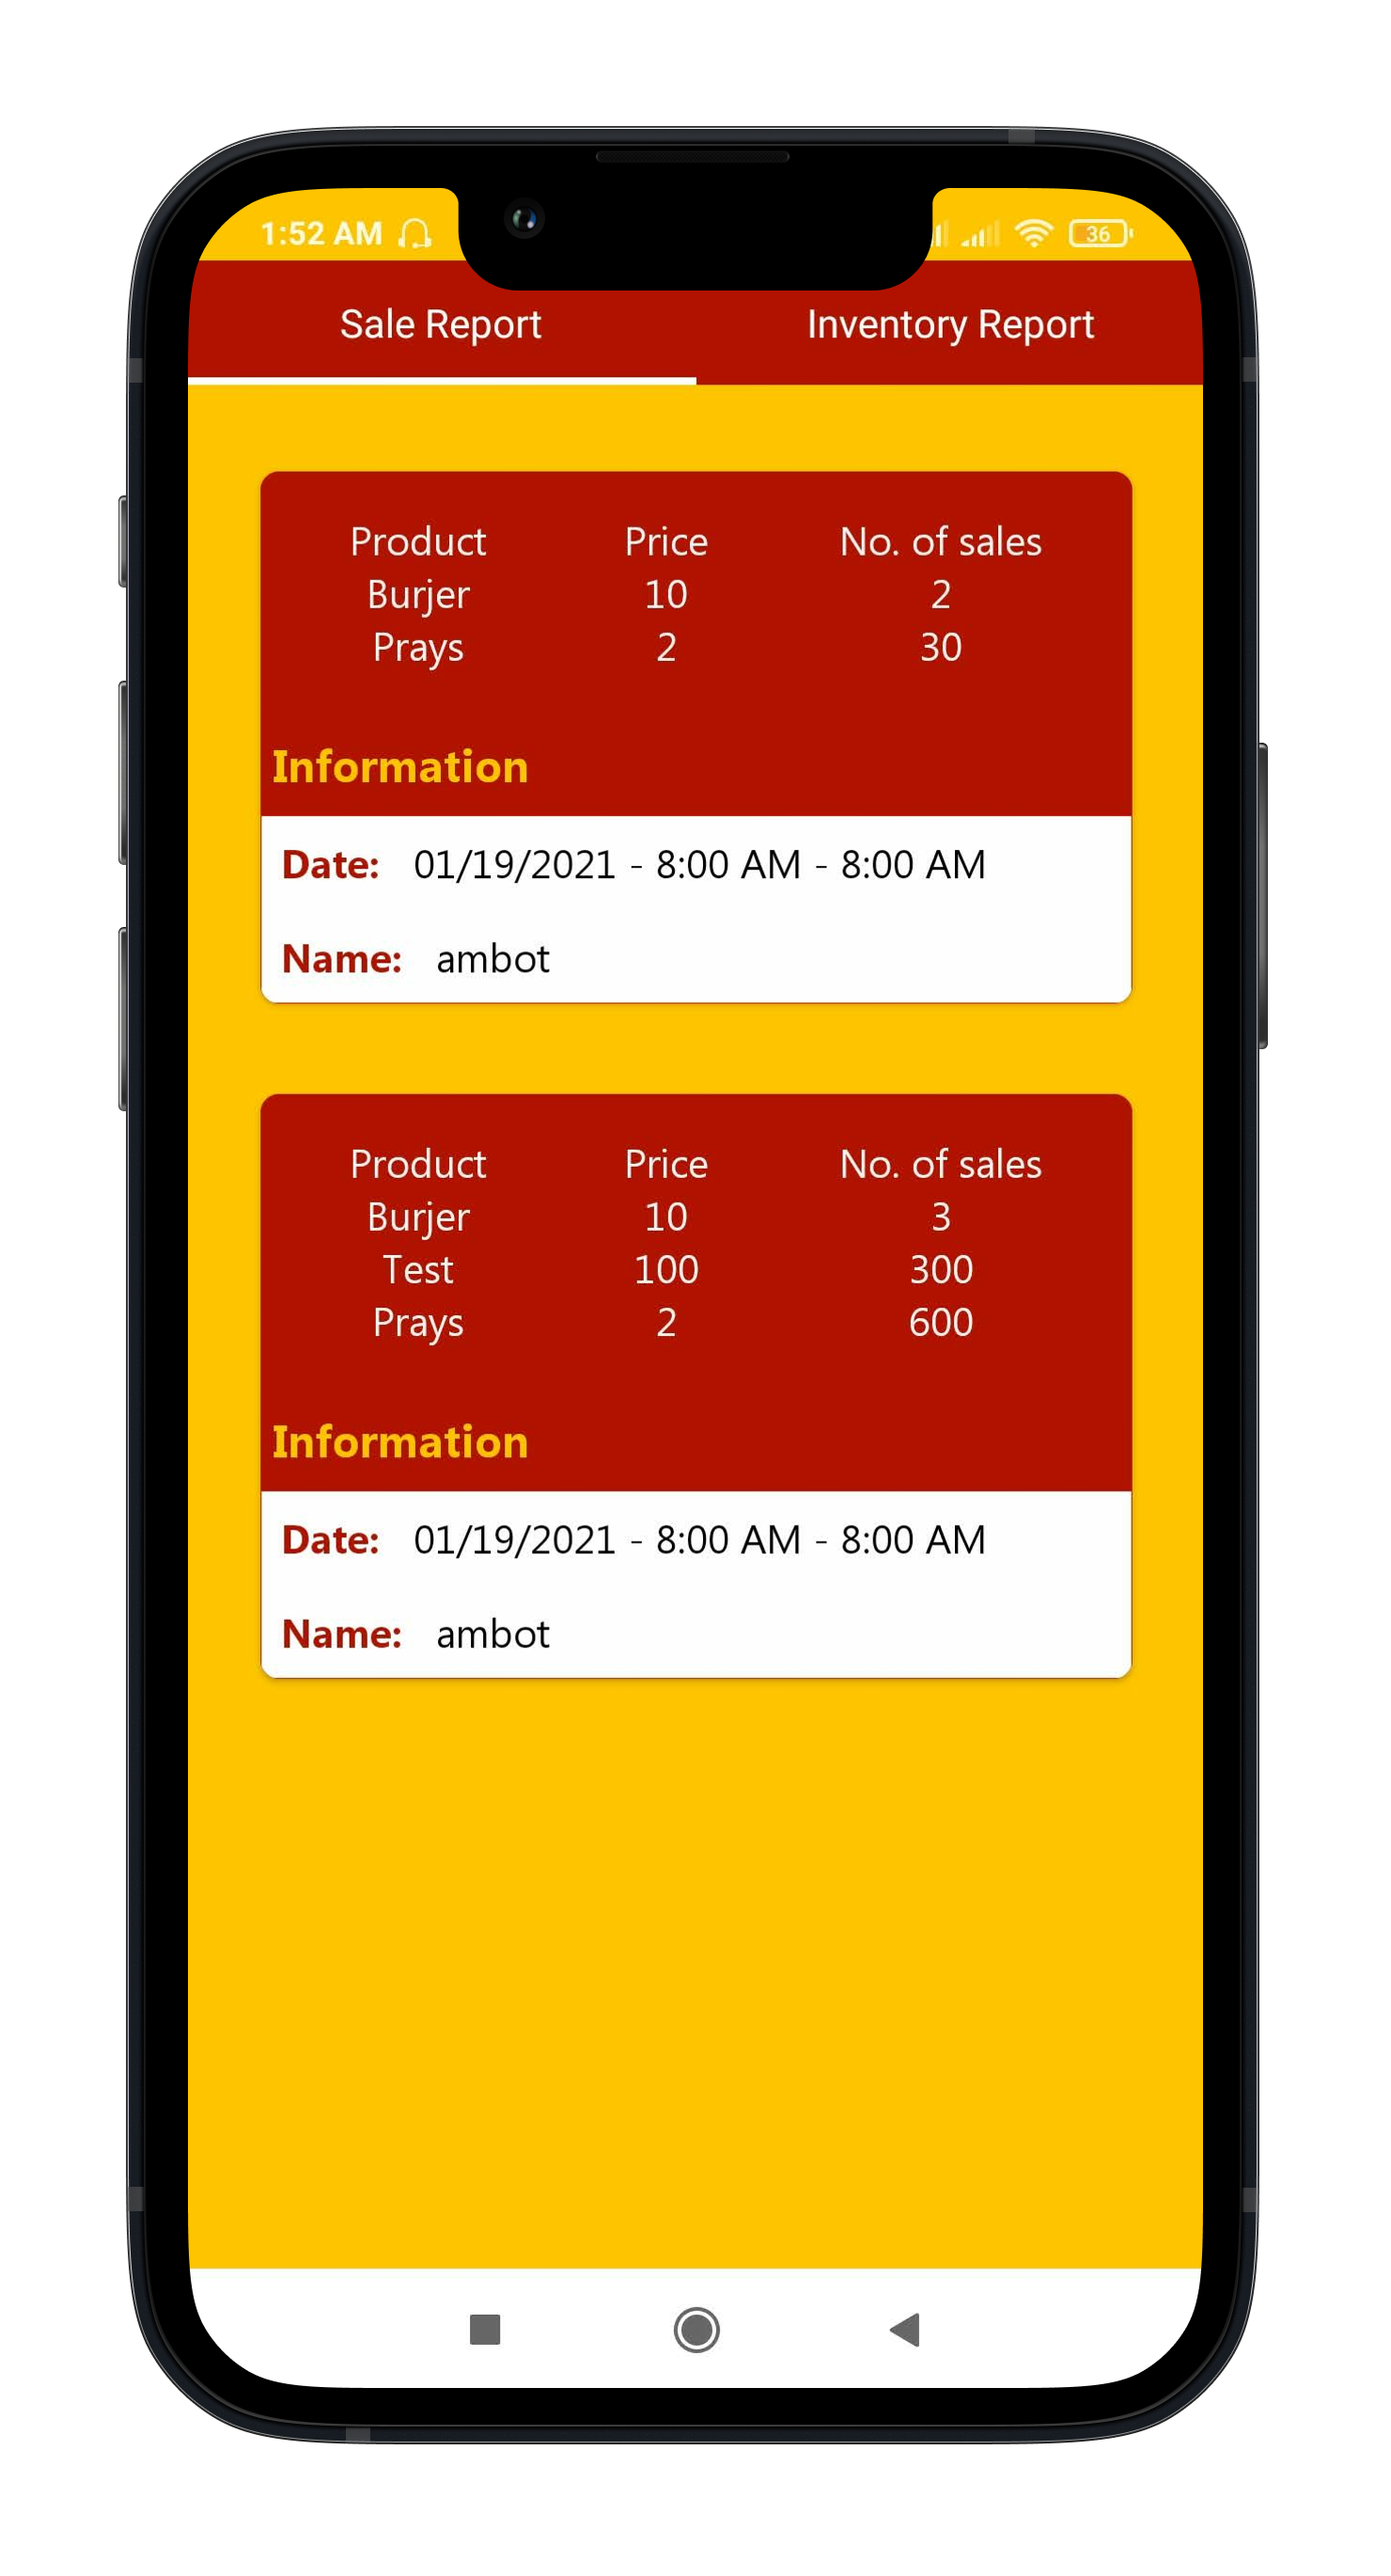 1:52 AM
36
Sale Report Inventory Report
Product Price No. of sales
Burjer 10 2
Prays 2 30
Information
Date: 01/19/2021 - 8:00 AM - 8:00 AM
Name: ambot
Product Price No. of sales
Burjer 10 3
Test 100 300
Prays 2 600
Information
Date: 01/19/2021 - 8:00 AM - 8:00 AM
Name: ambot